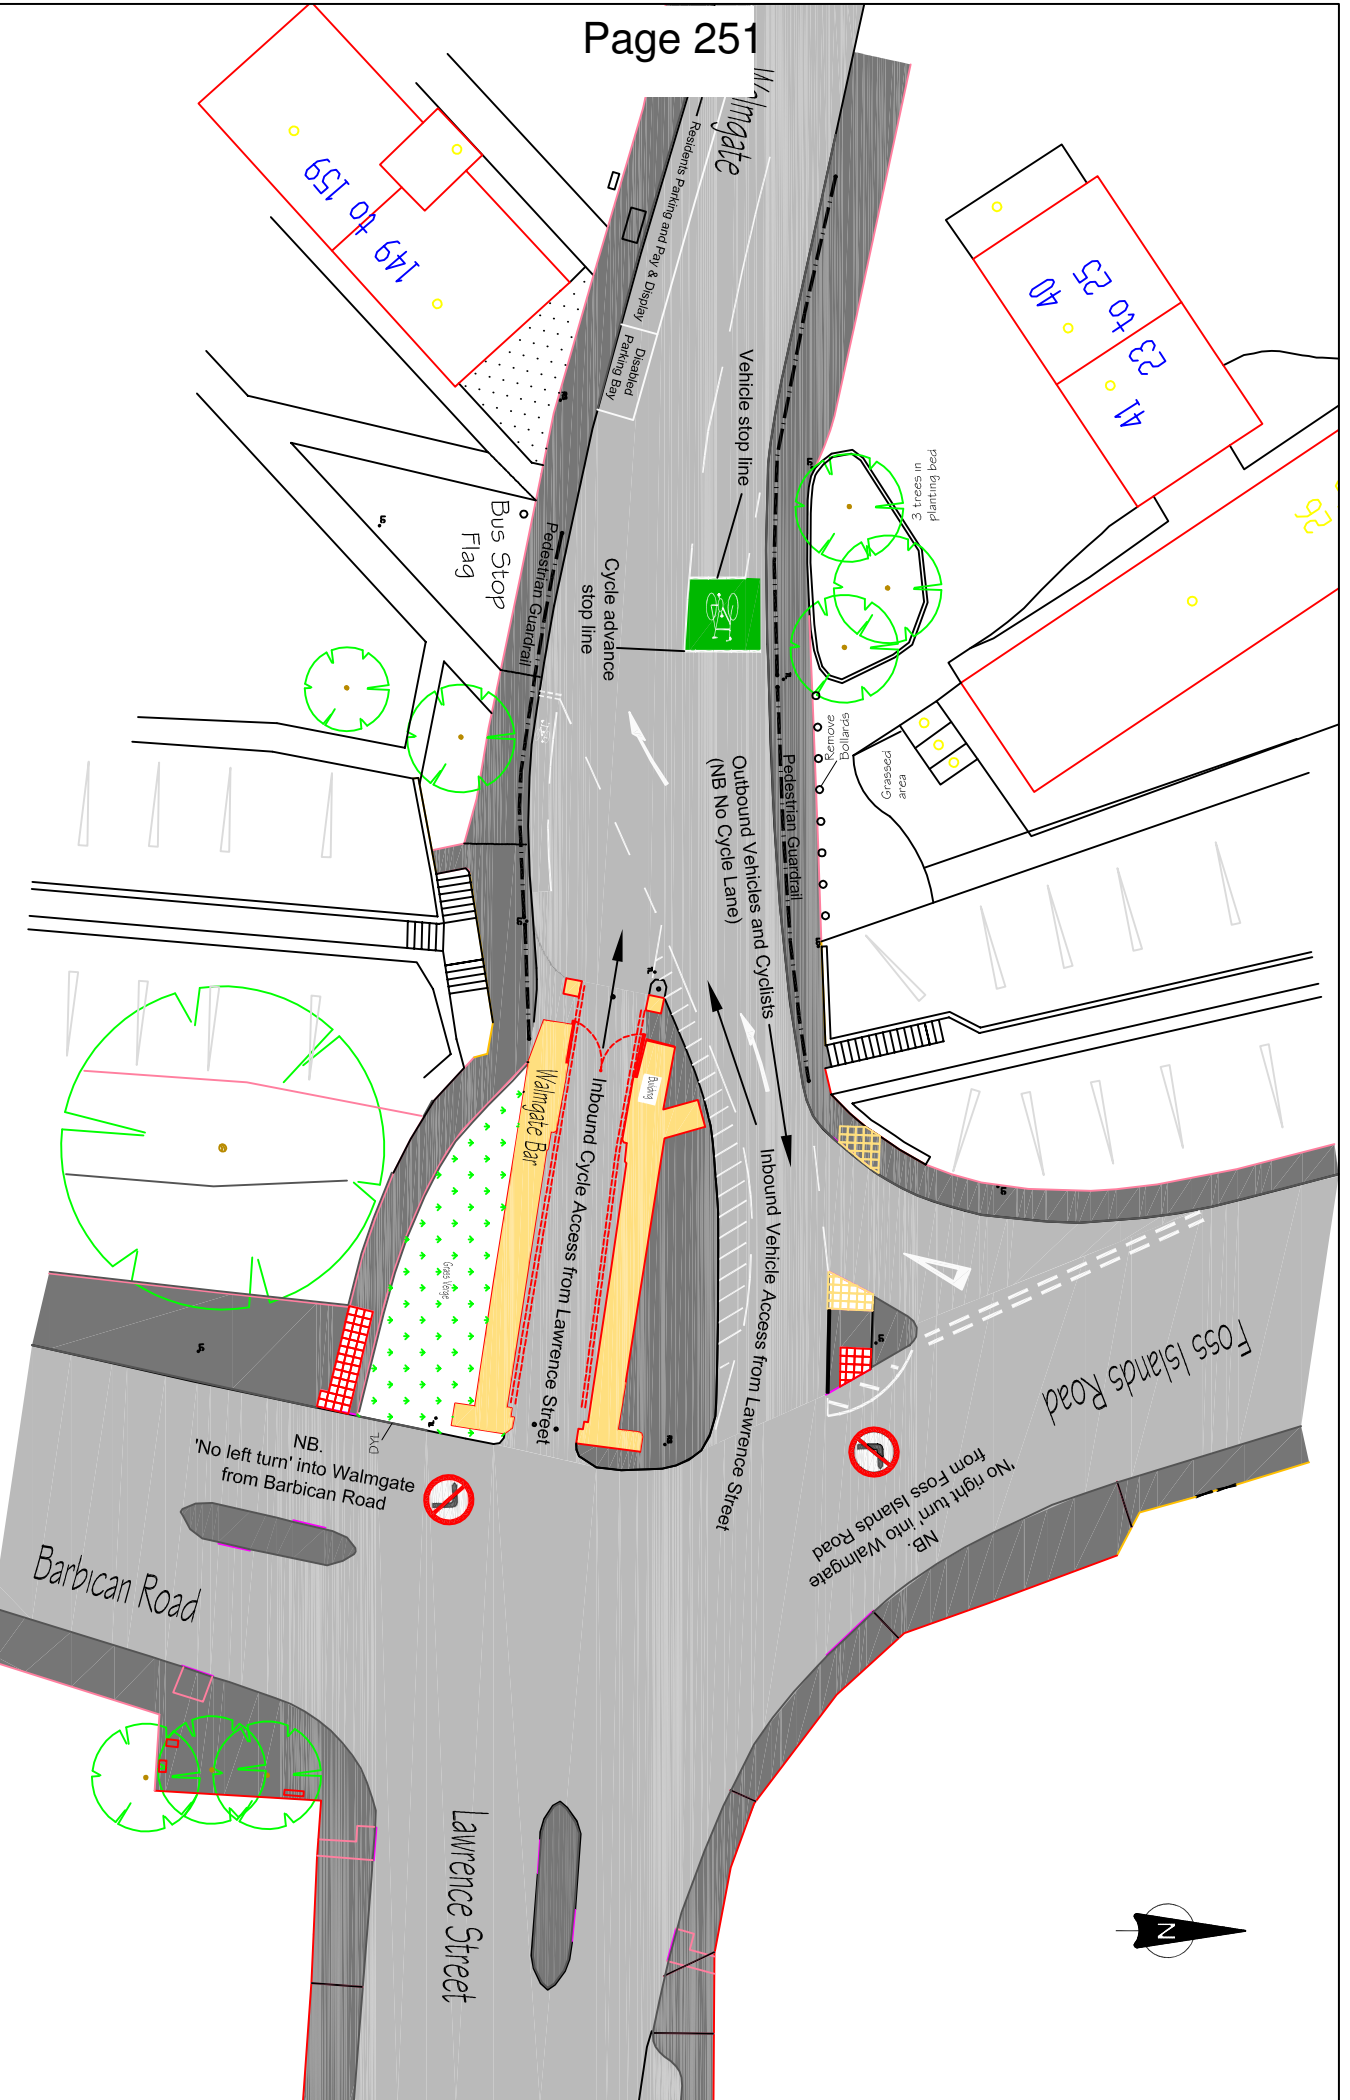 Page 251
Walmgate
Residents Parking and Pay & Display
Disabled
Parking Bay
149 to 159
23 to 25
40
41
26
Vehicle stop line
3 trees in
planting bed
Bus Stop
Flag
Pedestrian Guardrail
Cycle advance
stop line
Remove
Bollards
Grassed
area
Pedestrian Guardrail
Outbound Vehicles and Cyclists
(NB No Cycle Lane)
Walmgate Bar
Building
Inbound Cycle Access from Lawrence Street
Inbound Vehicle Access from Lawrence Street
Grass Verge
DYL
Foss Islands Road
NB.
'No left turn' into Walmgate
from Barbican Road
NB.
'No right turn' into Walmgate
from Foss Islands Road
Barbican Road
Lawrence Street
N